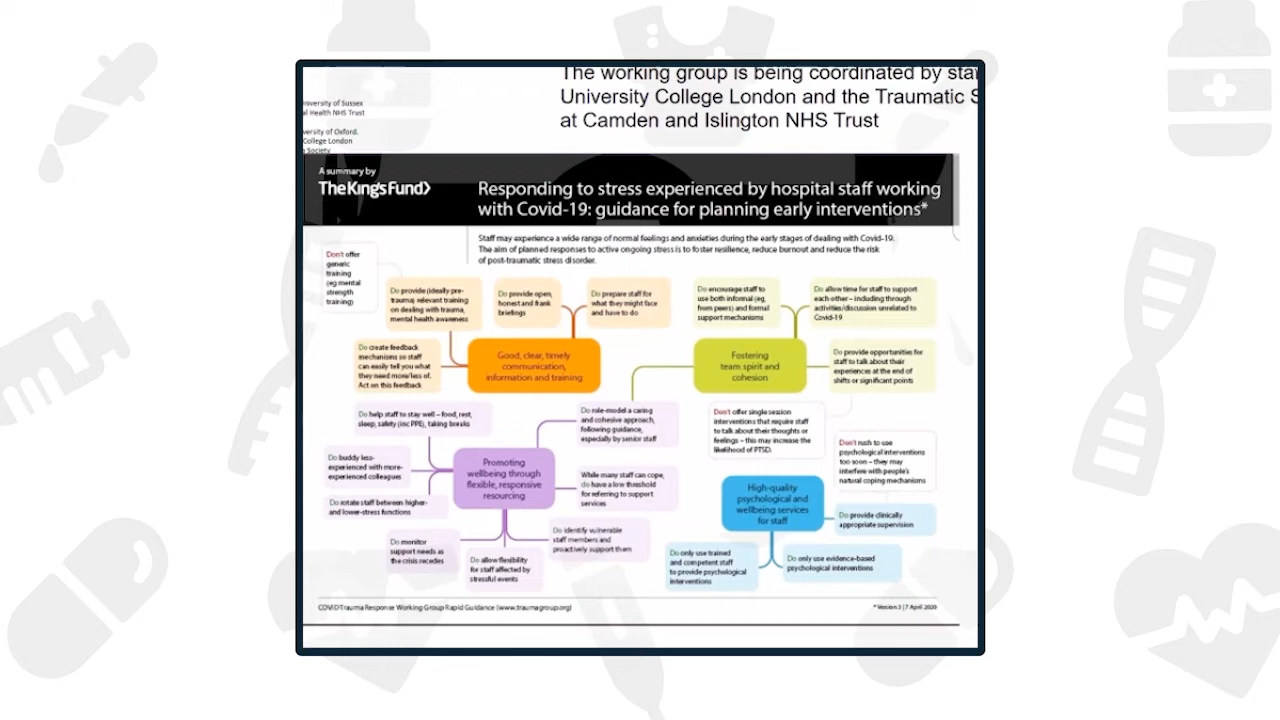 The working group is being coordinated by
University College London and the Traumatic
at Camden and Islington NHS Trust
University of Sussex
Health NHS Trust
University of Oxford.
College London
Society
A summary by
TheKing'sFund>
Responding to stress experienced by hospital staff working
with Covid-19: guidance for planning early interventions*
Staff may experience a wide range of normal feelings and anxieties during the early stages of dealing with Covid-19.
The aim of planned responses to active ongoing stress is to foster resilience, reduce burnout and reduce the risk
of post-traumatic stress disorder.
Don't offer
generic
training
(eg mental
strength
training)
Do provide (ideally pre-
trauma) relevant training
on dealing with trauma,
mental health awareness
Do provide open,
honest and frank
briefings
Do prepare staff for
what they might face
and have to do
Do create feedback
mechanisms so staff
can easily tell you what
they need more/less of.
Act on this feedback
Good, clear, timely
communication,
information and training
Do encourage staff to
use both informal (eg,
from peers) and formal
support mechanisms
Do allow time for staff to support
each other – including through
activities/discussion unrelated to
Covid-19
Fostering
team spirit and
cohesion
Do provide opportunities for
staff to talk about their
experiences at the end of
shifts or significant points
Do help staff to stay well – food, rest,
sleep, safety (inc PPE), taking breaks
Do role-model a caring
and cohesive approach,
following guidance,
especially by senior staff
Don't offer single session
interventions that require staff
to talk about their thoughts or
feelings – this may increase the
likelihood of PTSD.
Don't rush to use
psychological interventions
too soon – they may
interfere with people's
natural coping mechanisms
Do buddy less-
experienced with more-
experienced colleagues
Promoting
wellbeing through
flexible, responsive
resourcing
While many staff can cope,
do have a low threshold
for referring to support
services
High-quality
psychological and
wellbeing services
for staff
Do rotate staff between higher-
and lower-stress functions
Do provide clinically
appropriate supervision
Do monitor
support needs as
the crisis recedes
Do allow flexibility
for staff affected by
stressful events
Do identify vulnerable
staff members and
proactively support them
Do only use trained
and competent staff
to provide psychological
interventions
Do only use evidence-based
psychological interventions
COVID Trauma Response Working Group Rapid Guidance (www.traumagroup.org)
* Version 3 | 7 April 2020